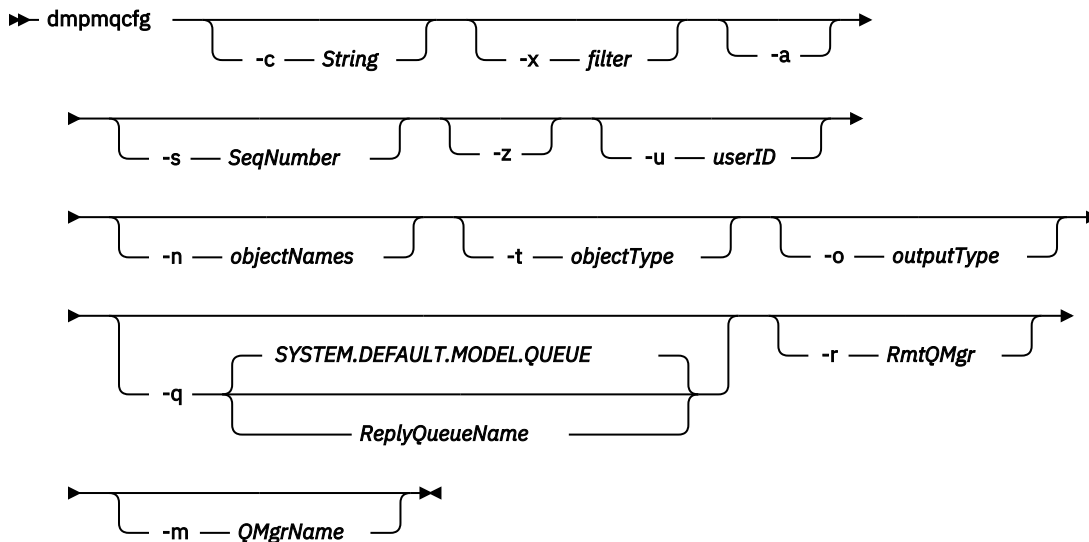 dmpmqcfg
-c String -x filter -a
-s SeqNumber -z -u userID
-n objectNames -t objectType -o outputType
SYSTEM.DEFAULT.MODEL.QUEUE
-r RmtQMgr
-q
ReplyQueueName
-m QMgrName